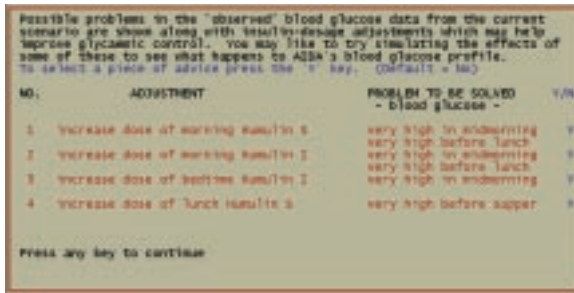 Possible problems in the 'observed' blood glucose data from the current
scenario are shown along with insulin-dosage adjustments which may help
improve glycaemic control. You may like to try simulating the effects of
some of these to see what happens to AIDA's blood glucose profile.
To select a piece of advice press the 'Y' key. (Default = No)
NO. ADJUSTMENT PROBLEM TO BE SOLVED Y/N
- blood glucose -
1 increase dose of morning Humulin S very high in midmorning Y
very high before lunch
2 increase dose of morning Humulin I very high in midmorning Y
very high before lunch
3 increase dose of bedtime Humulin I very high in midmorning Y
4 increase dose of lunch Humulin S very high before supper Y
Press any key to continue